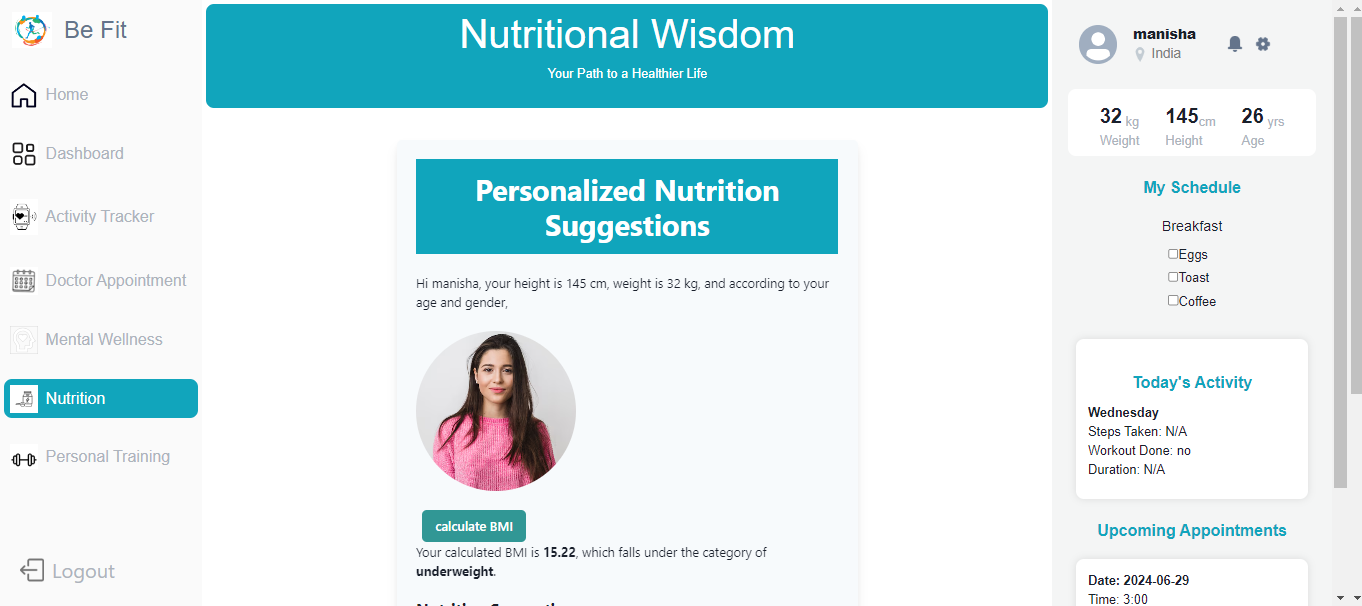 Be Fit
Home
Dashboard
Activity Tracker
Doctor Appointment
Mental Wellness
Nutrition
Personal Training
Logout
Nutritional Wisdom
Your Path to a Healthier Life
Personalized Nutrition
Suggestions
Hi manisha, your height is 145 cm, weight is 32 kg, and according to your
age and gender,
calculate BMI
Your calculated BMI is 15.22, which falls under the category of
underweight.
manisha
India
32 kg 145cm 26 yrs
Weight Height Age
My Schedule
Breakfast
Eggs
Toast
Coffee
Today's Activity
Wednesday
Steps Taken: N/A
Workout Done: no
Duration: N/A
Upcoming Appointments
Date: 2024-06-29
Time: 3:00